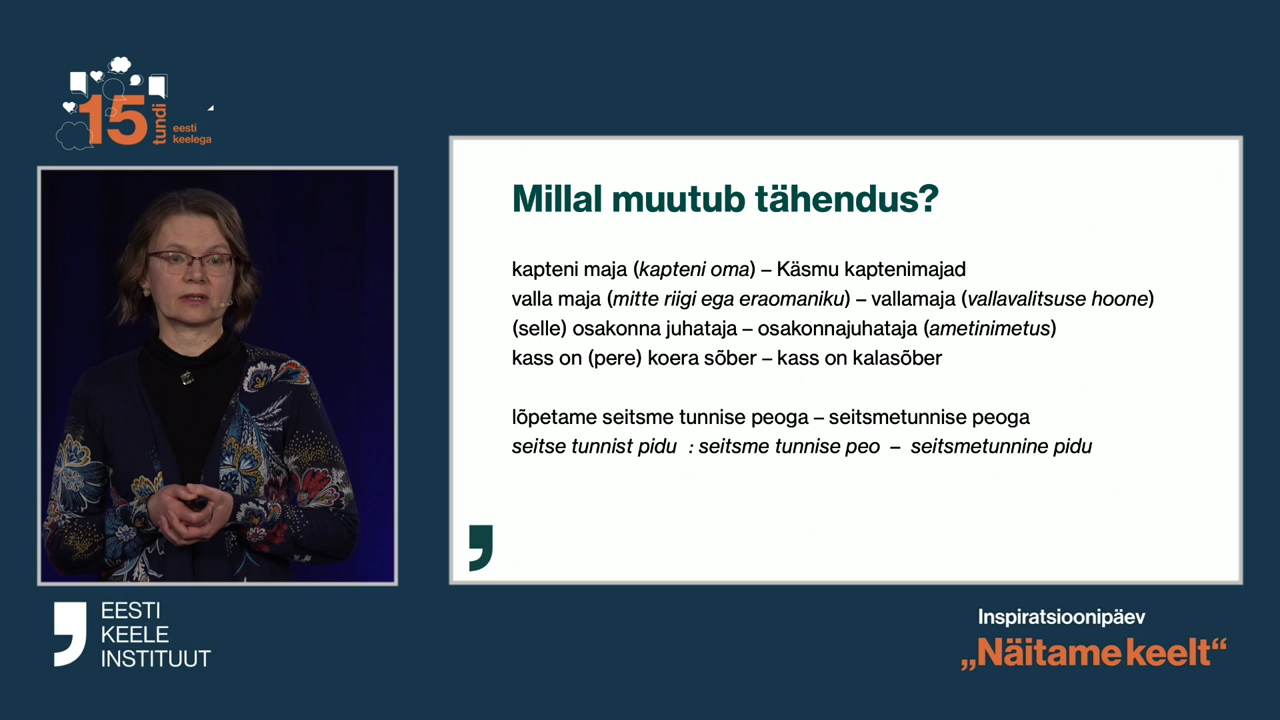 15
tundi
eesti
keelega
Millal muutub tähendus?
kapteni maja (kapteni oma) – Käsmu kaptenimajad
valla maja (mitte riigi ega eraomaniku) – vallamaja (vallavalitsuse hoone)
(selle) osakonna juhataja – osakonnajuhataja (ametinimetus)
kass on (pere) koera sõber – kass on kalasõber
lõpetame seitsme tunnise peoga – seitsmetunnise peoga
seitse tunnist pidu : seitsme tunnise peo – seitsmetunnine pidu
EESTI
KEELE
INSTITUUT
Inspiratsioonipäev
„Näitame keelt“